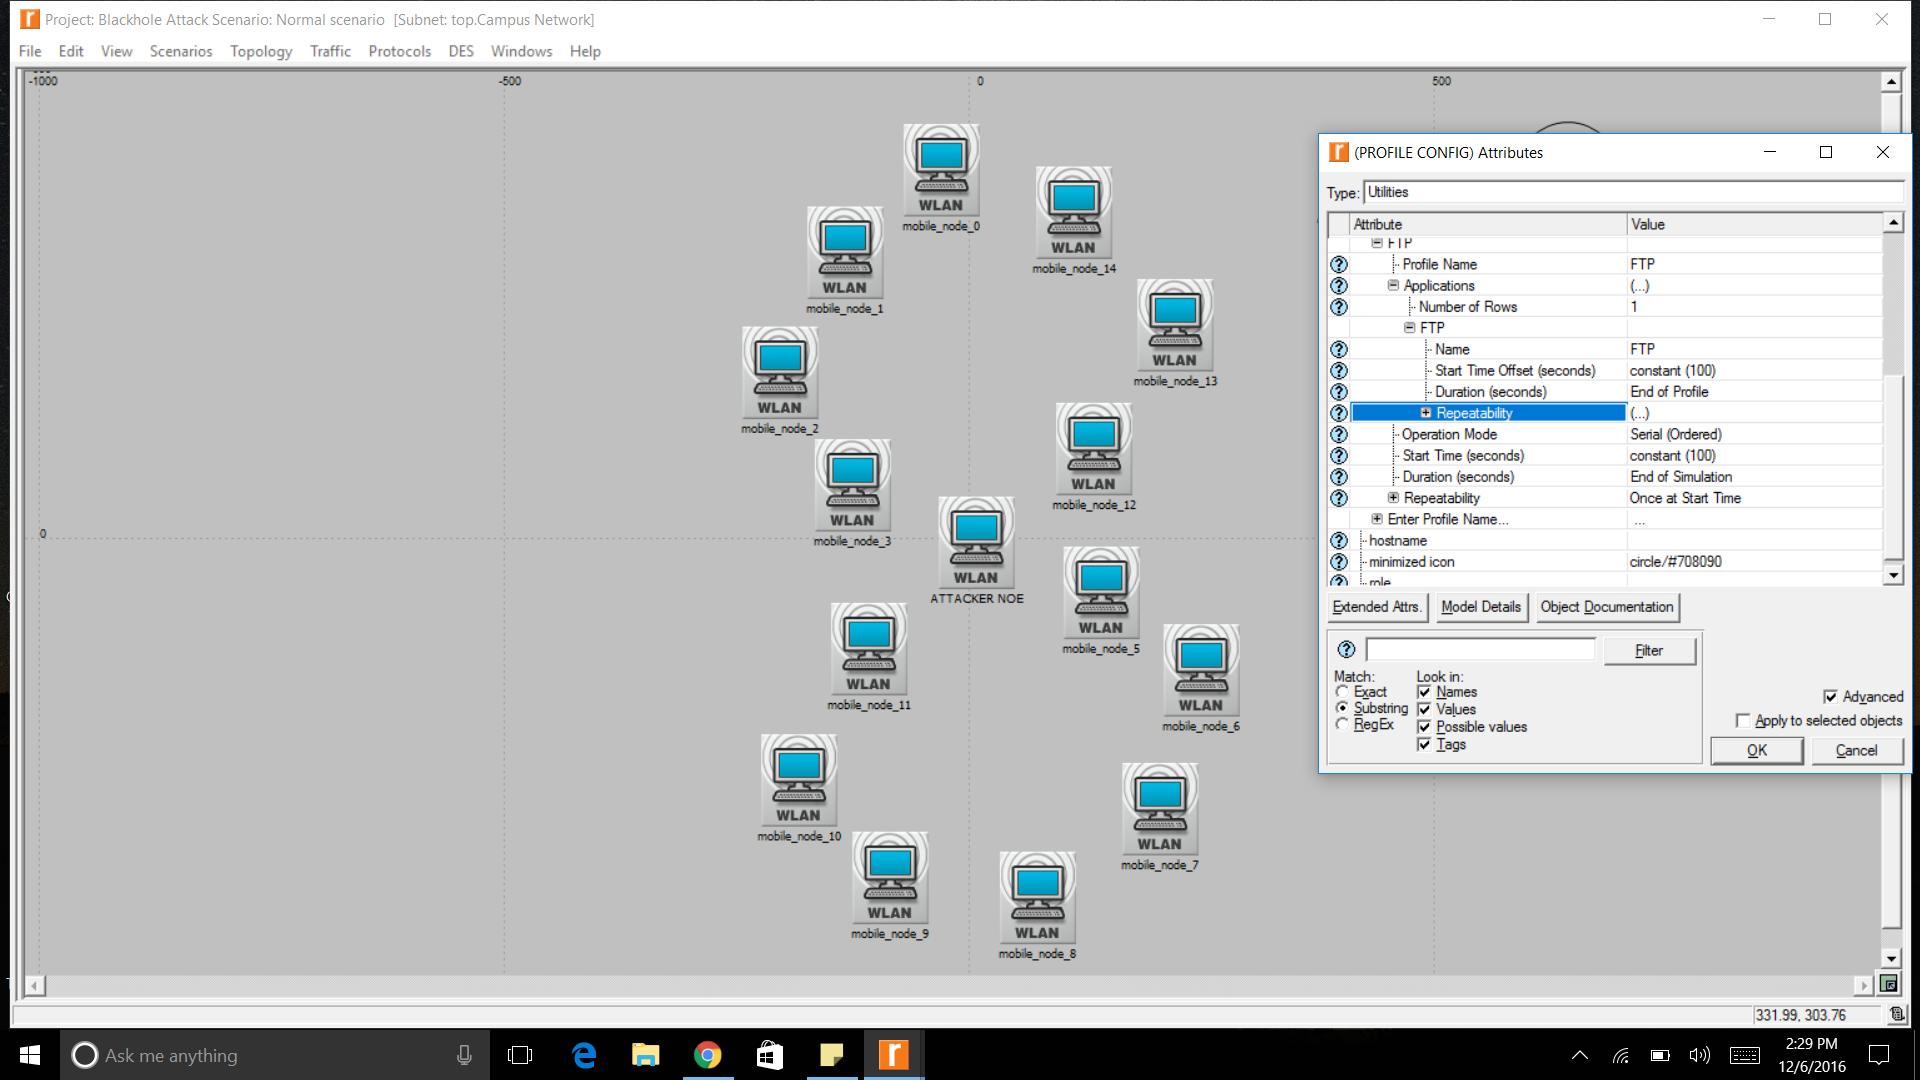 Project: Blackhole Attack Scenario: Normal scenario  [Subnet: top.Campus Network]
File Edit View Scenarios Topology Traffic Protocols DES Windows Help
-1000 -500 0 500
0
WLAN
mobile_node_0
WLAN
mobile_node_14
WLAN
mobile_node_1
WLAN
mobile_node_13
WLAN
mobile_node_2
WLAN
mobile_node_12
WLAN
mobile_node_3
WLAN
ATTACKER NOE
WLAN
mobile_node_5
WLAN
mobile_node_11
WLAN
mobile_node_6
WLAN
mobile_node_10
WLAN
mobile_node_7
WLAN
mobile_node_9
WLAN
mobile_node_8
(PROFILE CONFIG) Attributes
Type: Utilities
Attribute Value
FTP
Profile Name FTP
Applications (...)
Number of Rows 1
FTP
Name FTP
Start Time Offset (seconds) constant (100)
Duration (seconds) End of Profile
Repeatability (...)
Operation Mode Serial (Ordered)
Start Time (seconds) constant (100)
Duration (seconds) End of Simulation
Repeatability Once at Start Time
Enter Profile Name... ...
hostname
minimized icon circle/#708090
role
Extended Attrs. Model Details Object Documentation
Filter
Match: Look in:
Exact Names
Substring Values
RegEx Possible values
Tags
Advanced
Apply to selected objects
OK Cancel
331.99, 303.76
Ask me anything
2:29 PM
12/6/2016